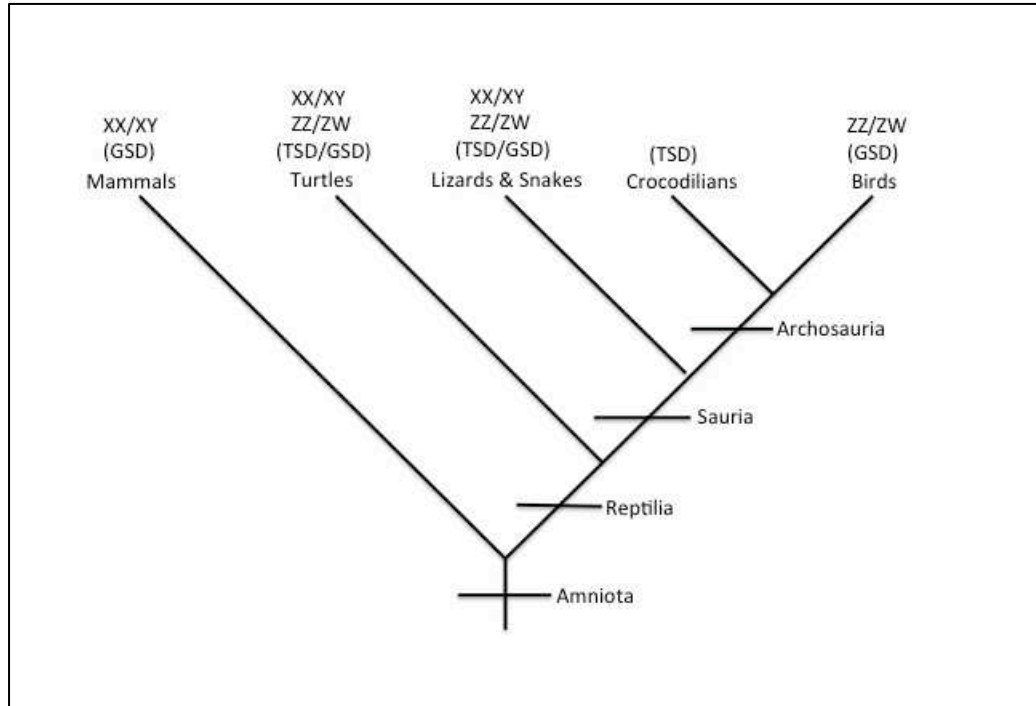 XX/XY
(GSD)
Mammals
XX/XY
ZZ/ZW
(TSD/GSD)
Turtles
XX/XY
ZZ/ZW
(TSD/GSD)
Lizards & Snakes
(TSD)
Crocodilians
ZZ/ZW
(GSD)
Birds
Archosauria
Sauria
Reptilia
Amniota